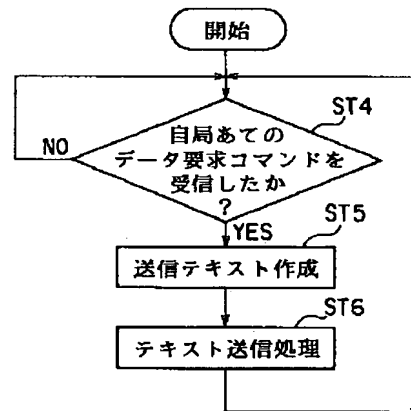 開始
ST4
自局あての
データ要求コマンドを
受信したか
?
NO
YES
ST5
送信テキスト作成
ST6
テキスト送信処理